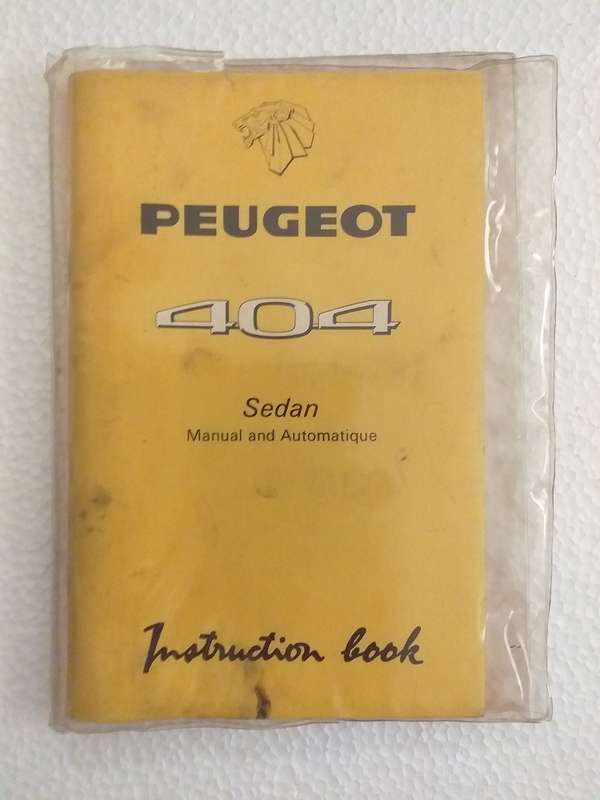 PEUGEOT
404
Sedan
Manual and Automatique
Instruction book